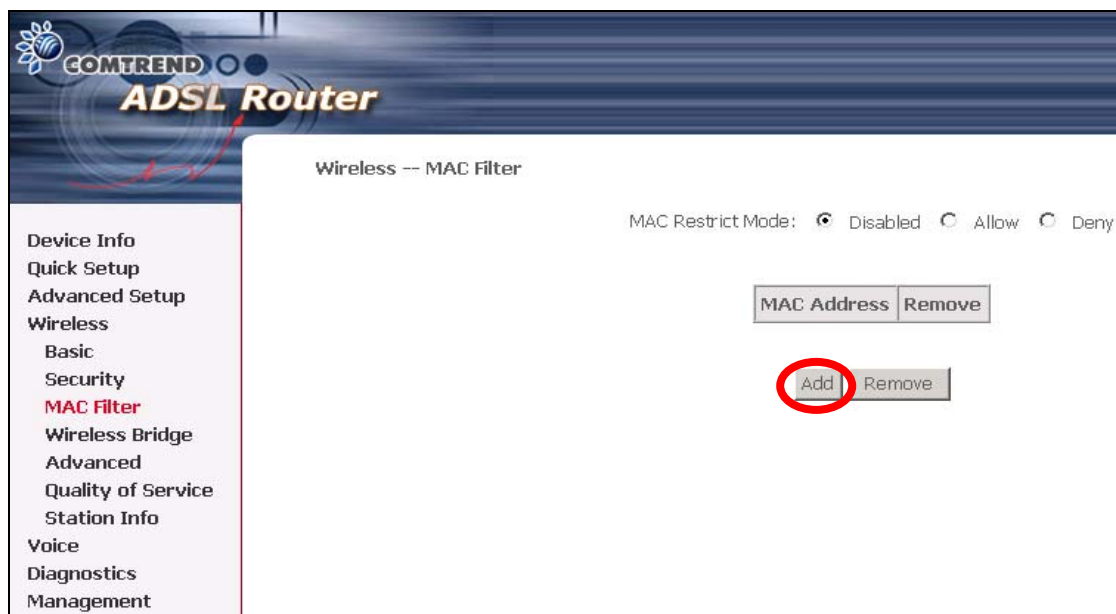 COMTREND
ADSL Router
Wireless -- MAC Filter
MAC Restrict Mode: Disabled Allow Deny
MAC Address Remove
Add Remove
Device Info
Quick Setup
Advanced Setup
Wireless
Basic
Security
MAC Filter
Wireless Bridge
Advanced
Quality of Service
Station Info
Voice
Diagnostics
Management